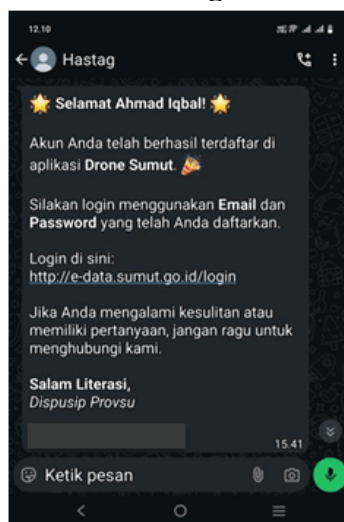 12.10
Hastag
🌟 Selamat Ahmad Iqbal! 🌟
Akun Anda telah berhasil terdaftar di
aplikasi Drone Sumut. 🎉
Silakan login menggunakan Email dan
Password yang telah Anda daftarkan.
Login di sini:
http://e-data.sumut.go.id/login
Jika Anda mengalami kesulitan atau
memiliki pertanyaan, jangan ragu untuk
menghubungi kami.
Salam Literasi,
Dispusip Provsu
15.41
Ketik pesan